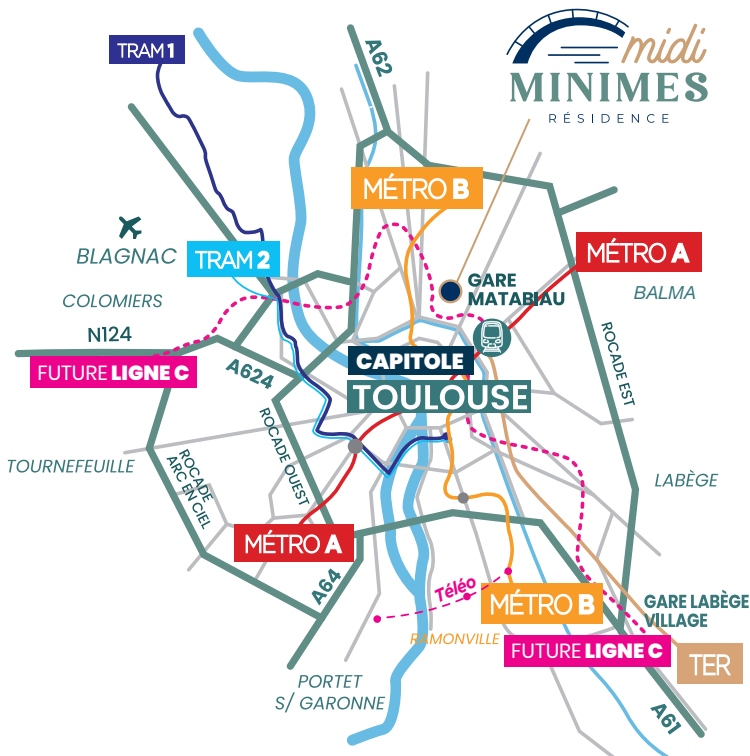 TRAM 1
A62
midi
MINIMES
RÉSIDENCE
MÉTRO B
BLAGNAC
TRAM 2
MÉTRO A
GARE
MATABIAU
BALMA
COLOMIERS
N124
FUTURE LIGNE C
A624
CAPITOLE
TOULOUSE
ROCADE EST
ROCADE OUEST
TOURNEFEUILLE
ROCADE
ARC EN CIEL
LABÈGE
MÉTRO A
A64
Téléo
MÉTRO B
RAMONVILLE
GARE LABÈGE
VILLAGE
FUTURE LIGNE C
TER
PORTET
S/ GARONNE
A61